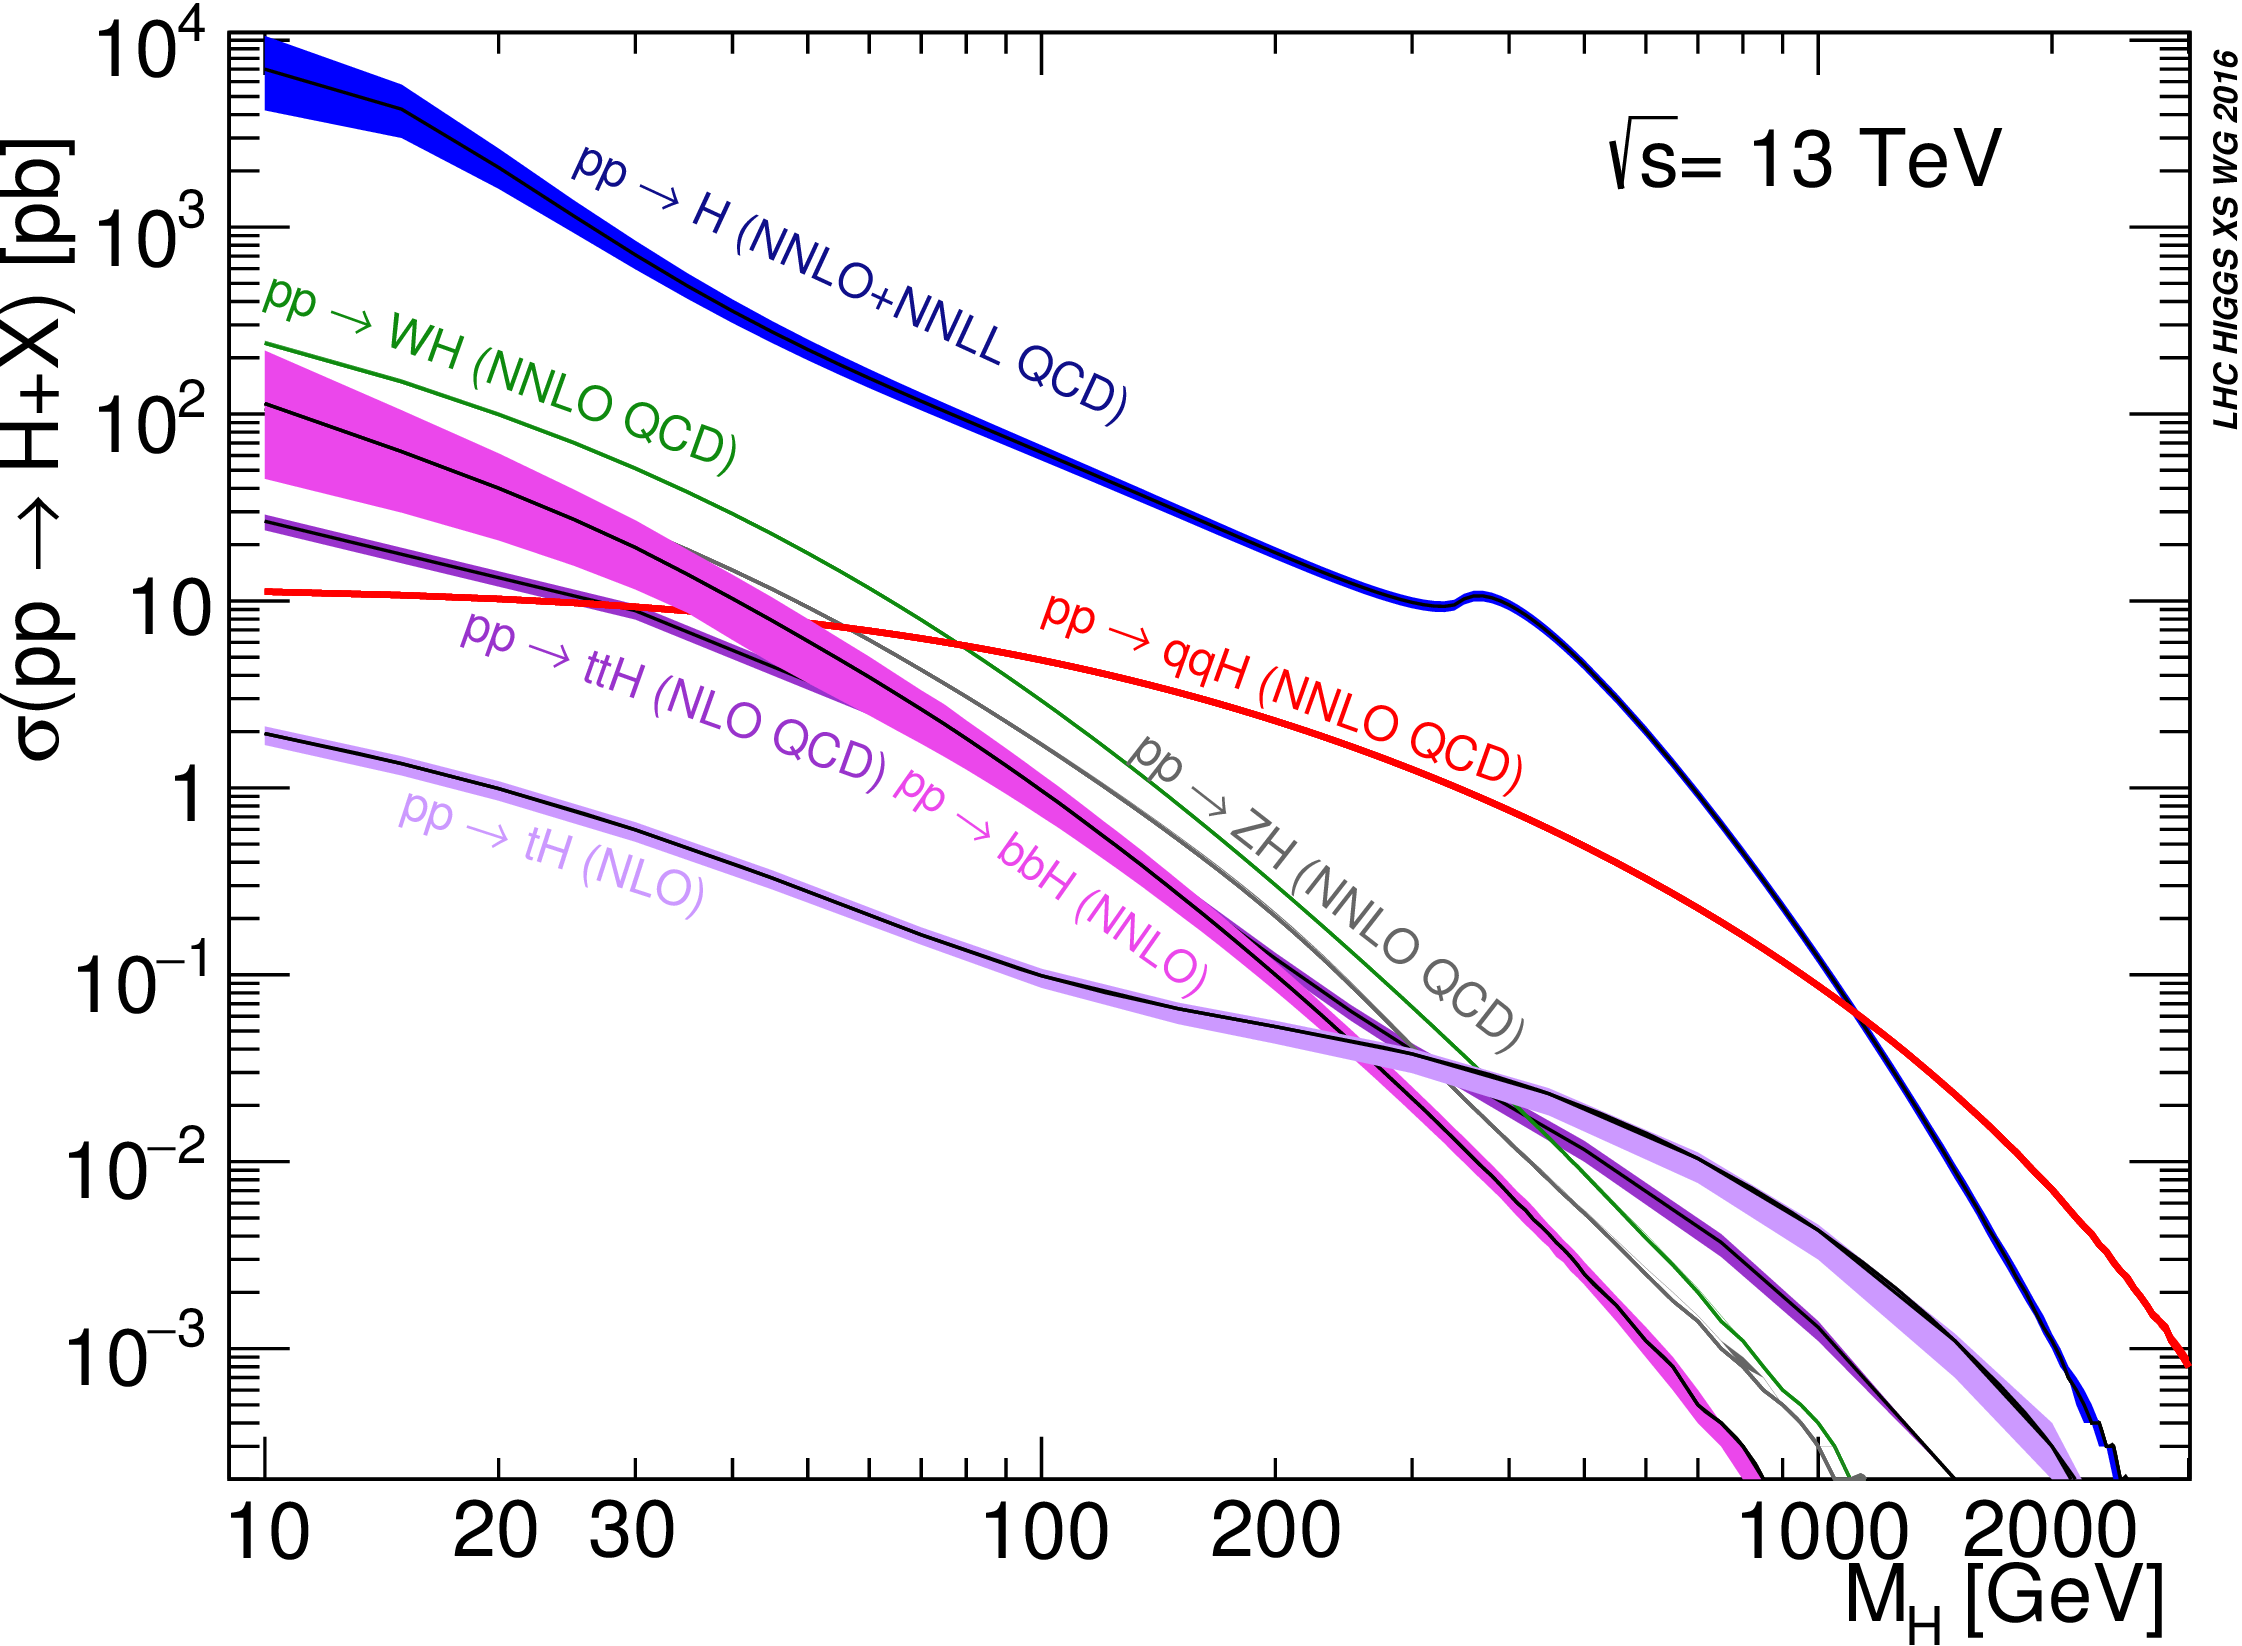 σ(pp → H+X) [pb]
10⁴
10³
10²
10
1
10⁻¹
10⁻²
10⁻³
√s= 13 TeV
LHC HIGGS XS WG 2016
pp → H (NNLO+NNLL QCD)
pp → WH (NNLO QCD)
pp → qqH (NNLO QCD)
pp → ttH (NLO QCD)
pp → ZH (NNLO QCD)
pp → bbH (NNLO)
pp → tH (NLO)
10 20 30 100 200 1000 2000
M_H [GeV]